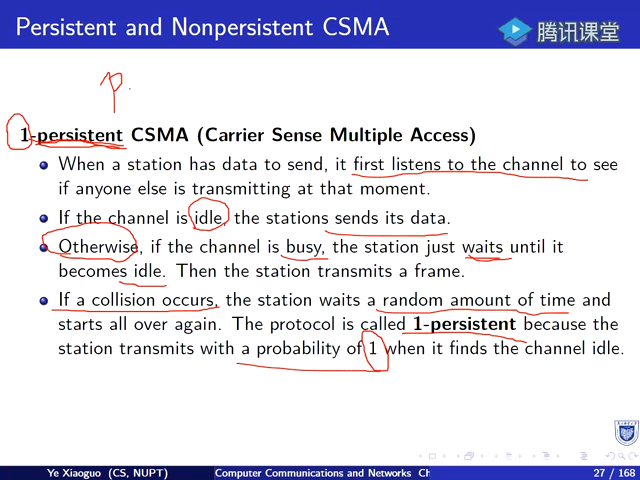 Persistent and Nonpersistent CSMA
腾讯课堂
p
1-persistent CSMA (Carrier Sense Multiple Access)
When a station has data to send, it first listens to the channel to see
if anyone else is transmitting at that moment.
If the channel is idle, the stations sends its data.
Otherwise, if the channel is busy, the station just waits until it
becomes idle. Then the station transmits a frame.
If a collision occurs, the station waits a random amount of time and
starts all over again. The protocol is called 1-persistent because the
station transmits with a probability of 1 when it finds the channel idle.
Ye Xiaoguo (CS, NUPT) Computer Communications and Networks Ch 27 / 168